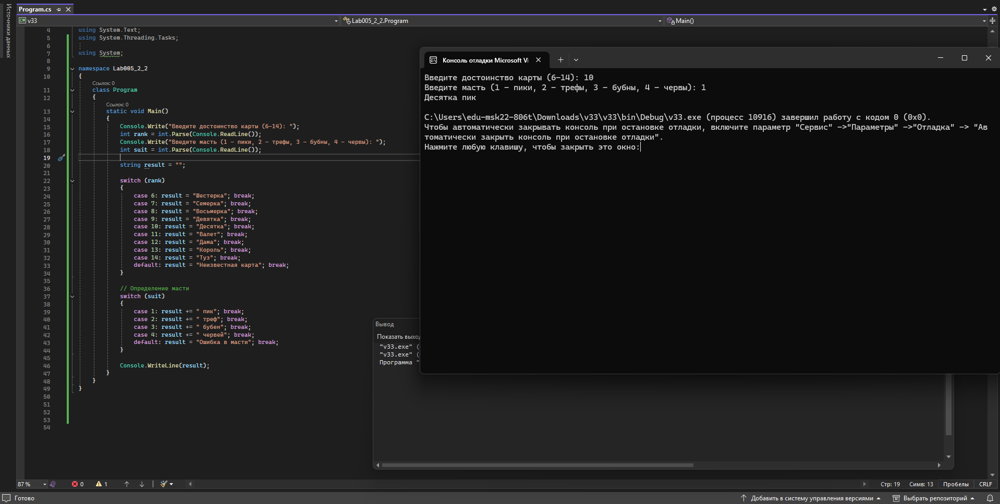 Источники данных
Program.cs
v33
Lab005_2_2.Program
Main()
4 using System.Text;
5 using System.Threading.Tasks;
6
7 using System;
8
9 namespace Lab005_2_2
10 {
Ссылок: 0
11 class Program
12 {
Ссылок: 0
13 static void Main()
14 {
15 Console.Write("Введите достоинство карты (6-14): ");
16 int rank = int.Parse(Console.ReadLine());
17 Console.Write("Введите масть (1 - пики, 2 - трефы, 3 - бубны, 4 - червы): ");
18 int suit = int.Parse(Console.ReadLine());
19
20 string result = "";
21
22 switch (rank)
23 {
24 case 6: result = "Шестерка"; break;
25 case 7: result = "Семерка"; break;
26 case 8: result = "Восьмерка"; break;
27 case 9: result = "Девятка"; break;
28 case 10: result = "Десятка"; break;
29 case 11: result = "Валет"; break;
30 case 12: result = "Дама"; break;
31 case 13: result = "Король"; break;
32 case 14: result = "Туз"; break;
33 default: result = "Неизвестная карта"; break;
34 }
35
36 // Определение масти
37 switch (suit)
38 {
39 case 1: result += " пик"; break;
40 case 2: result += " треф"; break;
41 case 3: result += " бубен"; break;
42 case 4: result += " червей"; break;
43 default: result = "Ошибка в масти"; break;
44 }
45
46 Console.WriteLine(result);
47 }
48 }
49 }
50
51
52
53
54
Консоль отладки Microsoft Vi
Введите достоинство карты (6-14): 10
Введите масть (1 - пики, 2 - трефы, 3 - бубны, 4 - червы): 1
Десятка пик
C:\Users\edu-msk22-806t\Downloads\v33\v33\bin\Debug\v33.exe (процесс 10916) завершил работу с кодом 0 (0x0).
Чтобы автоматически закрывать консоль при остановке отладки, включите параметр "Сервис" ->"Параметры" ->"Отладка" -> "Ав
томатически закрыть консоль при остановке отладки".
Нажмите любую клавишу, чтобы закрыть это окно:
Вывод
Показать выход
"v33.exe" (
"v33.exe" (
Программа "
87 %
0
1
Стр: 19
Симв: 13
Пробелы
CRLF
Готово
Добавить в систему управления версиями
Выбрать репозиторий